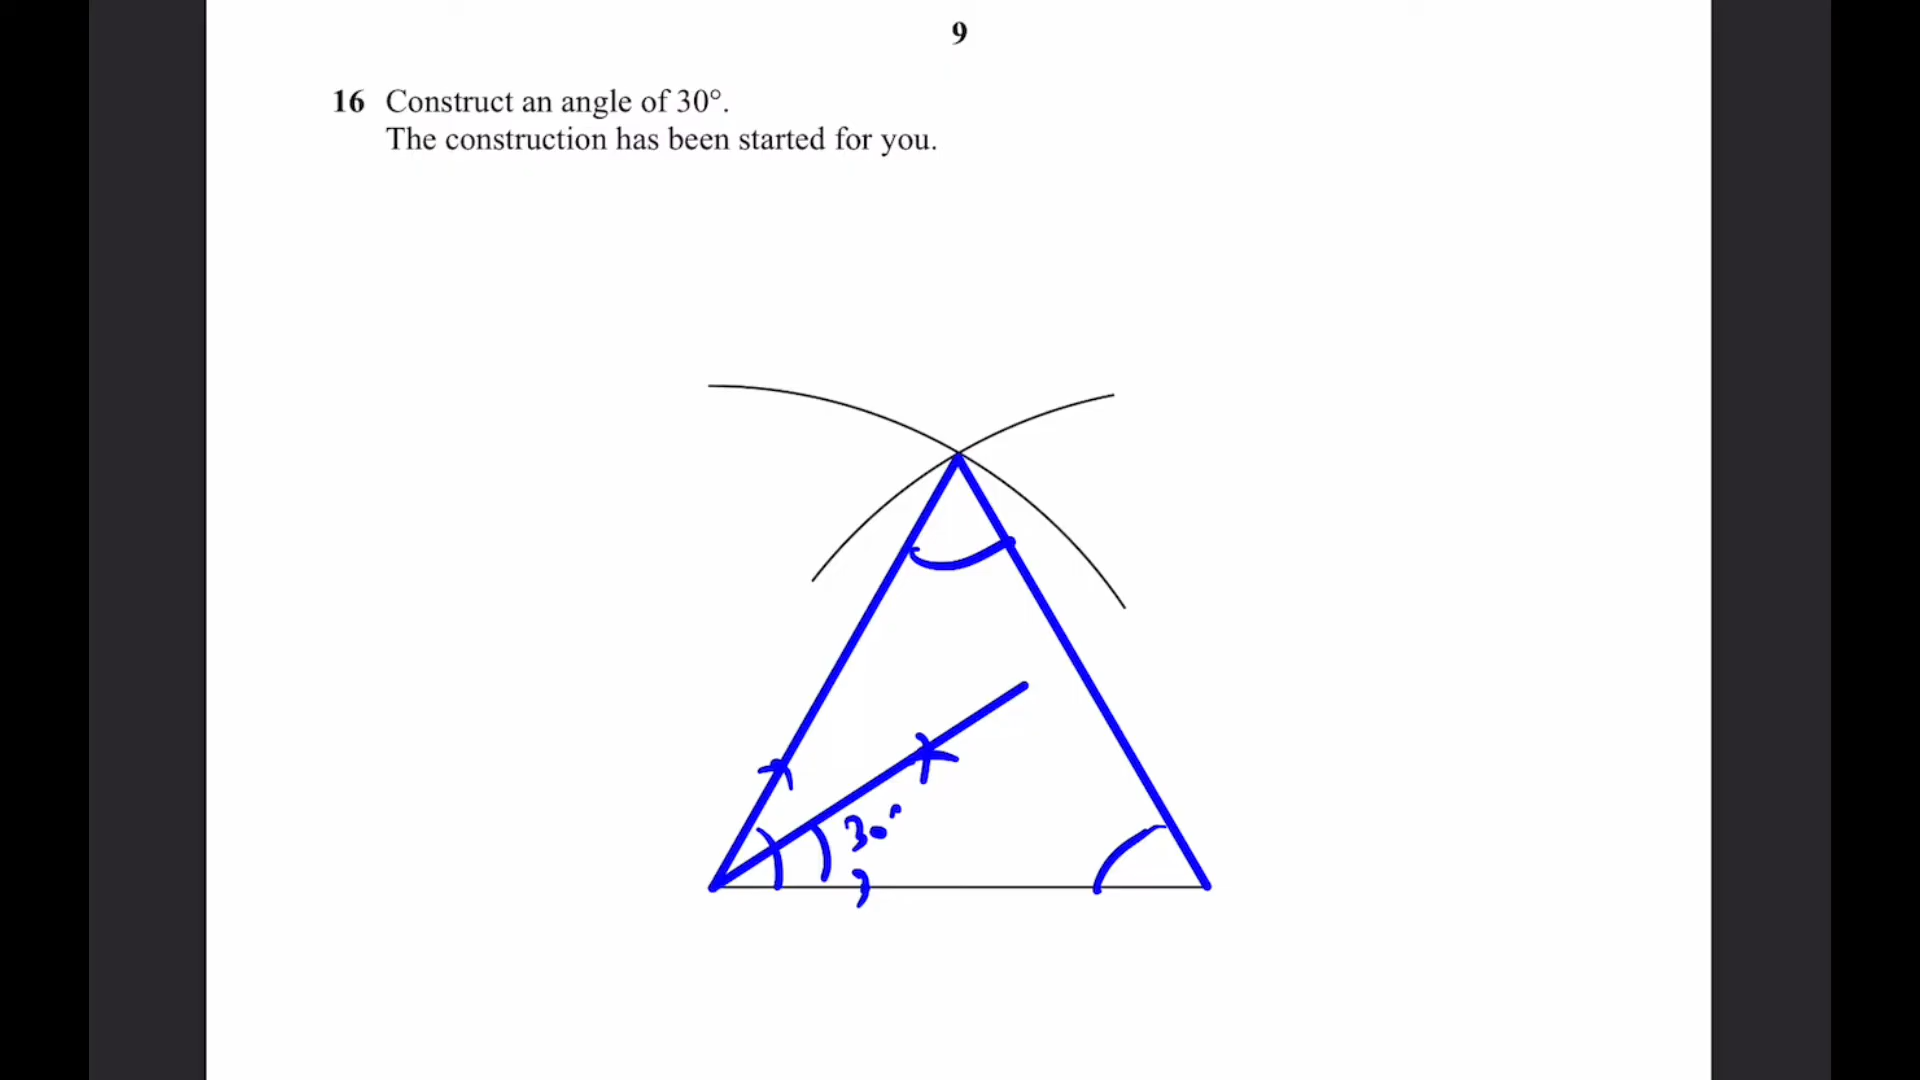 9
16 Construct an angle of 30°.
The construction has been started for you.
30°